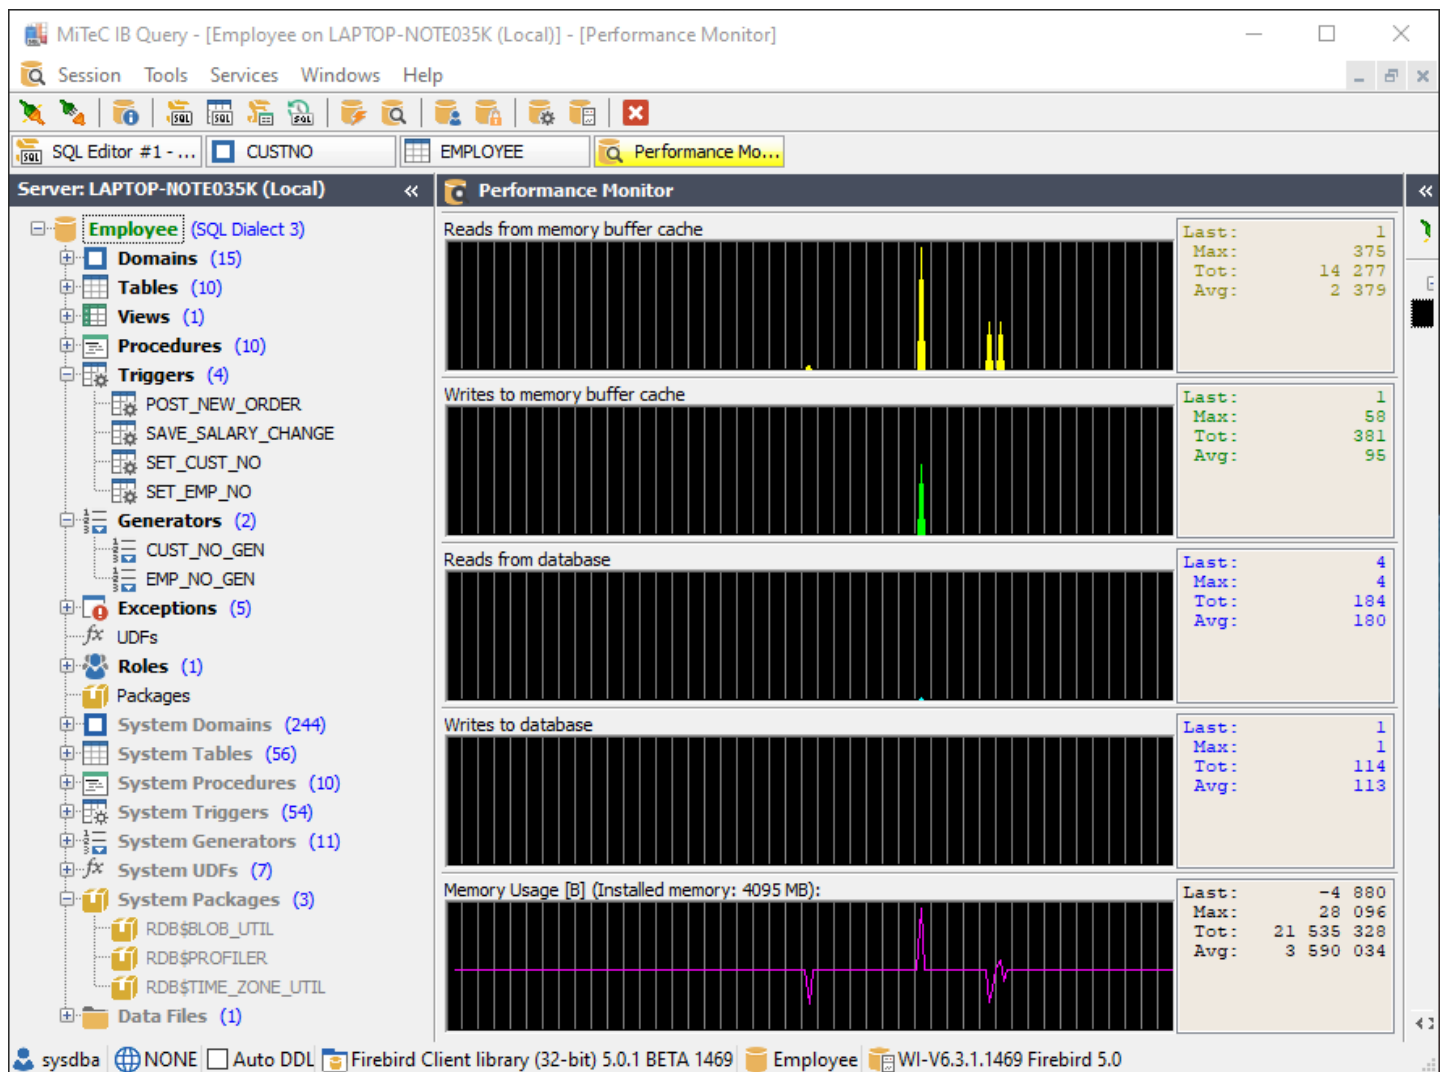 MiTeC IB Query - [Employee on LAPTOP-NOTE035K (Local)] - [Performance Monitor]
Session Tools Services Windows Help
SQL Editor #1 - ... CUSTNO EMPLOYEE Performance Mo...
Server: LAPTOP-NOTE035K (Local)
Employee (SQL Dialect 3)
Domains (15)
Tables (10)
Views (1)
Procedures (10)
Triggers (4)
POST_NEW_ORDER
SAVE_SALARY_CHANGE
SET_CUST_NO
SET_EMP_NO
Generators (2)
CUST_NO_GEN
EMP_NO_GEN
Exceptions (5)
fx UDFs
Roles (1)
Packages
System Domains (244)
System Tables (56)
System Procedures (10)
System Triggers (54)
System Generators (11)
fx System UDFs (7)
System Packages (3)
RDB$BLOB_UTIL
RDB$PROFILER
RDB$TIME_ZONE_UTIL
Data Files (1)
Performance Monitor
Reads from memory buffer cache
Last: 1
Max: 375
Tot: 14 277
Avg: 2 379
Writes to memory buffer cache
Last: 1
Max: 58
Tot: 381
Avg: 95
Reads from database
Last: 4
Max: 4
Tot: 184
Avg: 180
Writes to database
Last: 1
Max: 1
Tot: 114
Avg: 113
Memory Usage [B] (Installed memory: 4095 MB):
Last: -4 880
Max: 28 096
Tot: 21 535 328
Avg: 3 590 034
sysdba NONE Auto DDL Firebird Client library (32-bit) 5.0.1 BETA 1469 Employee WI-V6.3.1.1469 Firebird 5.0